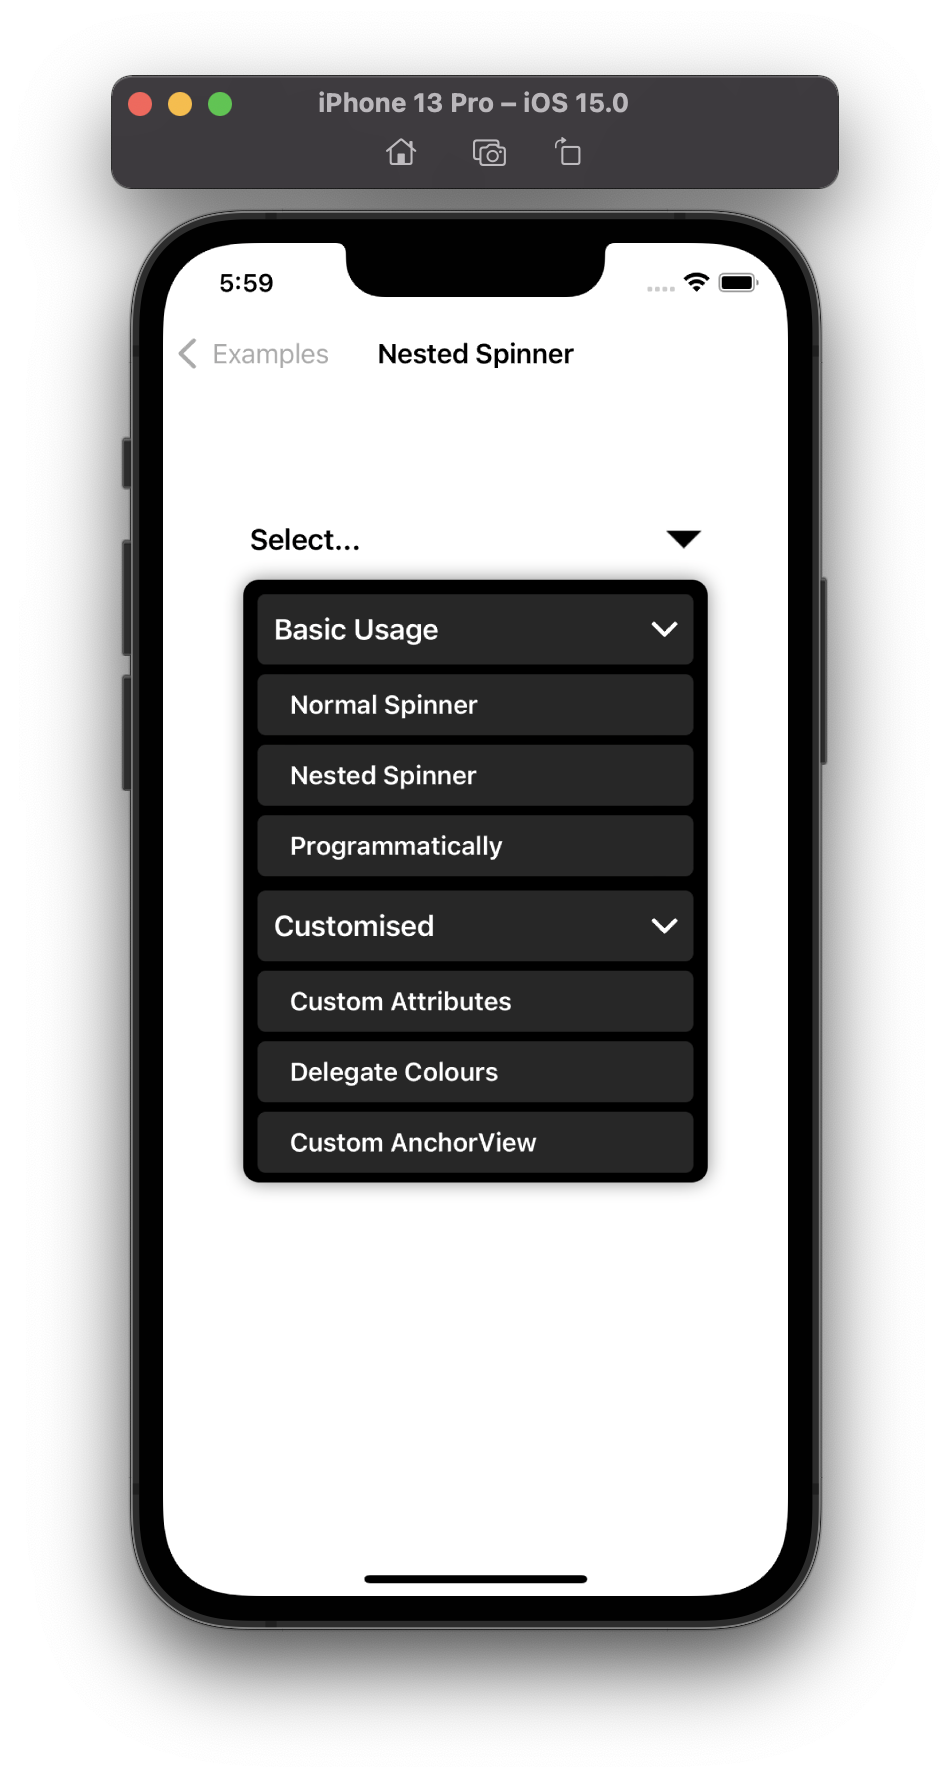 iPhone 13 Pro – iOS 15.0
5:59
Examples
Nested Spinner
Select...
Basic Usage
Normal Spinner
Nested Spinner
Programmatically
Customised
Custom Attributes
Delegate Colours
Custom AnchorView